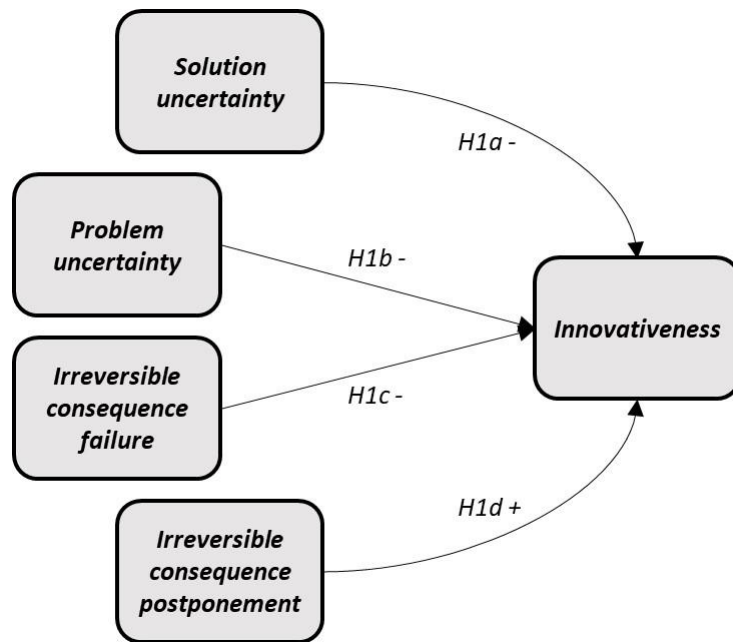 Solution
uncertainty
H1a -
Problem
uncertainty
H1b -
Innovativeness
Irreversible
consequence
failure
H1c -
H1d +
Irreversible
consequence
postponement